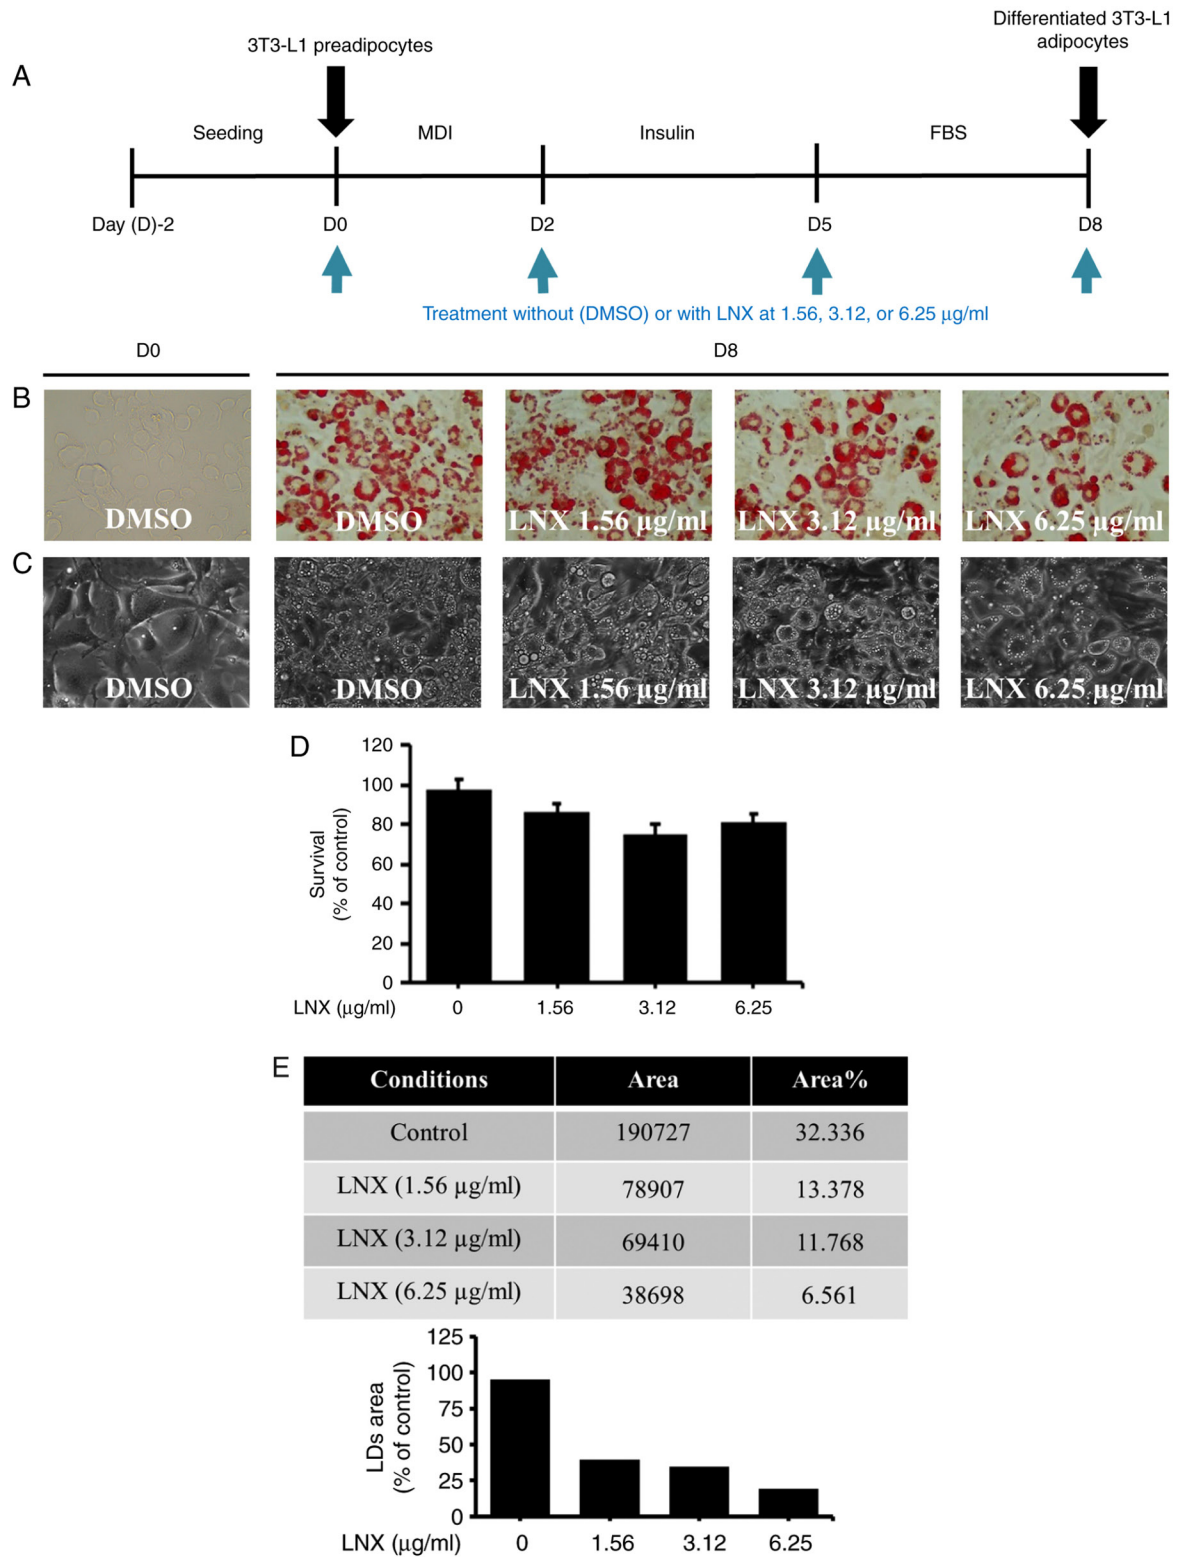 Differentiated 3T3-L1
adipocytes
3T3-L1 preadipocytes
A
Seeding MDI Insulin FBS
Day (D)-2 D0 D2 D5 D8
Treatment without (DMSO) or with LNX at 1.56, 3.12, or 6.25 µg/ml
D0 D8
B
DMSO DMSO LNX 1.56 µg/ml LNX 3.12 µg/ml LNX 6.25 µg/ml
C
DMSO DMSO LNX 1.56 µg/ml LNX 3.12 µg/ml LNX 6.25 µg/ml
D
Survival
(% of control)
120
100
80
60
40
20
0
LNX (µg/ml) 0 1.56 3.12 6.25
E
Conditions Area Area%
Control 190727 32.336
LNX (1.56 µg/ml) 78907 13.378
LNX (3.12 µg/ml) 69410 11.768
LNX (6.25 µg/ml) 38698 6.561
LDs area
(% of control)
125
100
75
50
25
0
LNX (µg/ml) 0 1.56 3.12 6.25